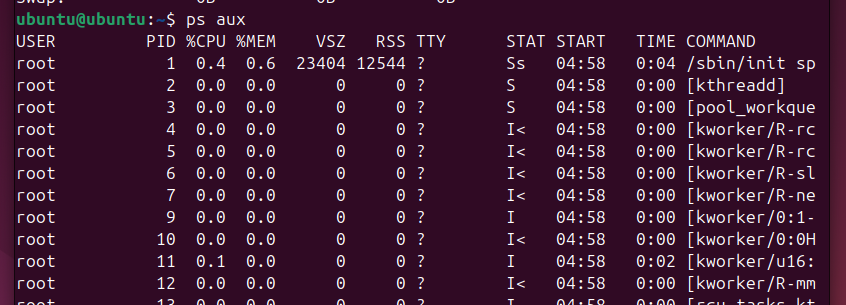 Swap: 0B 0B 0B
ubuntu@ubuntu:~$ ps aux
USER PID %CPU %MEM VSZ RSS TTY STAT START TIME COMMAND
root 1 0.4 0.6 23404 12544 ? Ss 04:58 0:04 /sbin/init sp
root 2 0.0 0.0 0 0 ? S 04:58 0:00 [kthreadd]
root 3 0.0 0.0 0 0 ? S 04:58 0:00 [pool_workque
root 4 0.0 0.0 0 0 ? I< 04:58 0:00 [kworker/R-rc
root 5 0.0 0.0 0 0 ? I< 04:58 0:00 [kworker/R-rc
root 6 0.0 0.0 0 0 ? I< 04:58 0:00 [kworker/R-sl
root 7 0.0 0.0 0 0 ? I< 04:58 0:00 [kworker/R-ne
root 9 0.0 0.0 0 0 ? I 04:58 0:00 [kworker/0:1-
root 10 0.0 0.0 0 0 ? I< 04:58 0:00 [kworker/0:0H
root 11 0.1 0.0 0 0 ? I 04:58 0:02 [kworker/u16:
root 12 0.0 0.0 0 0 ? I< 04:58 0:00 [kworker/R-mm
root 13 0.0 0.0 0 0 ? I 04:58 0:00 [rcu_tasks_kt